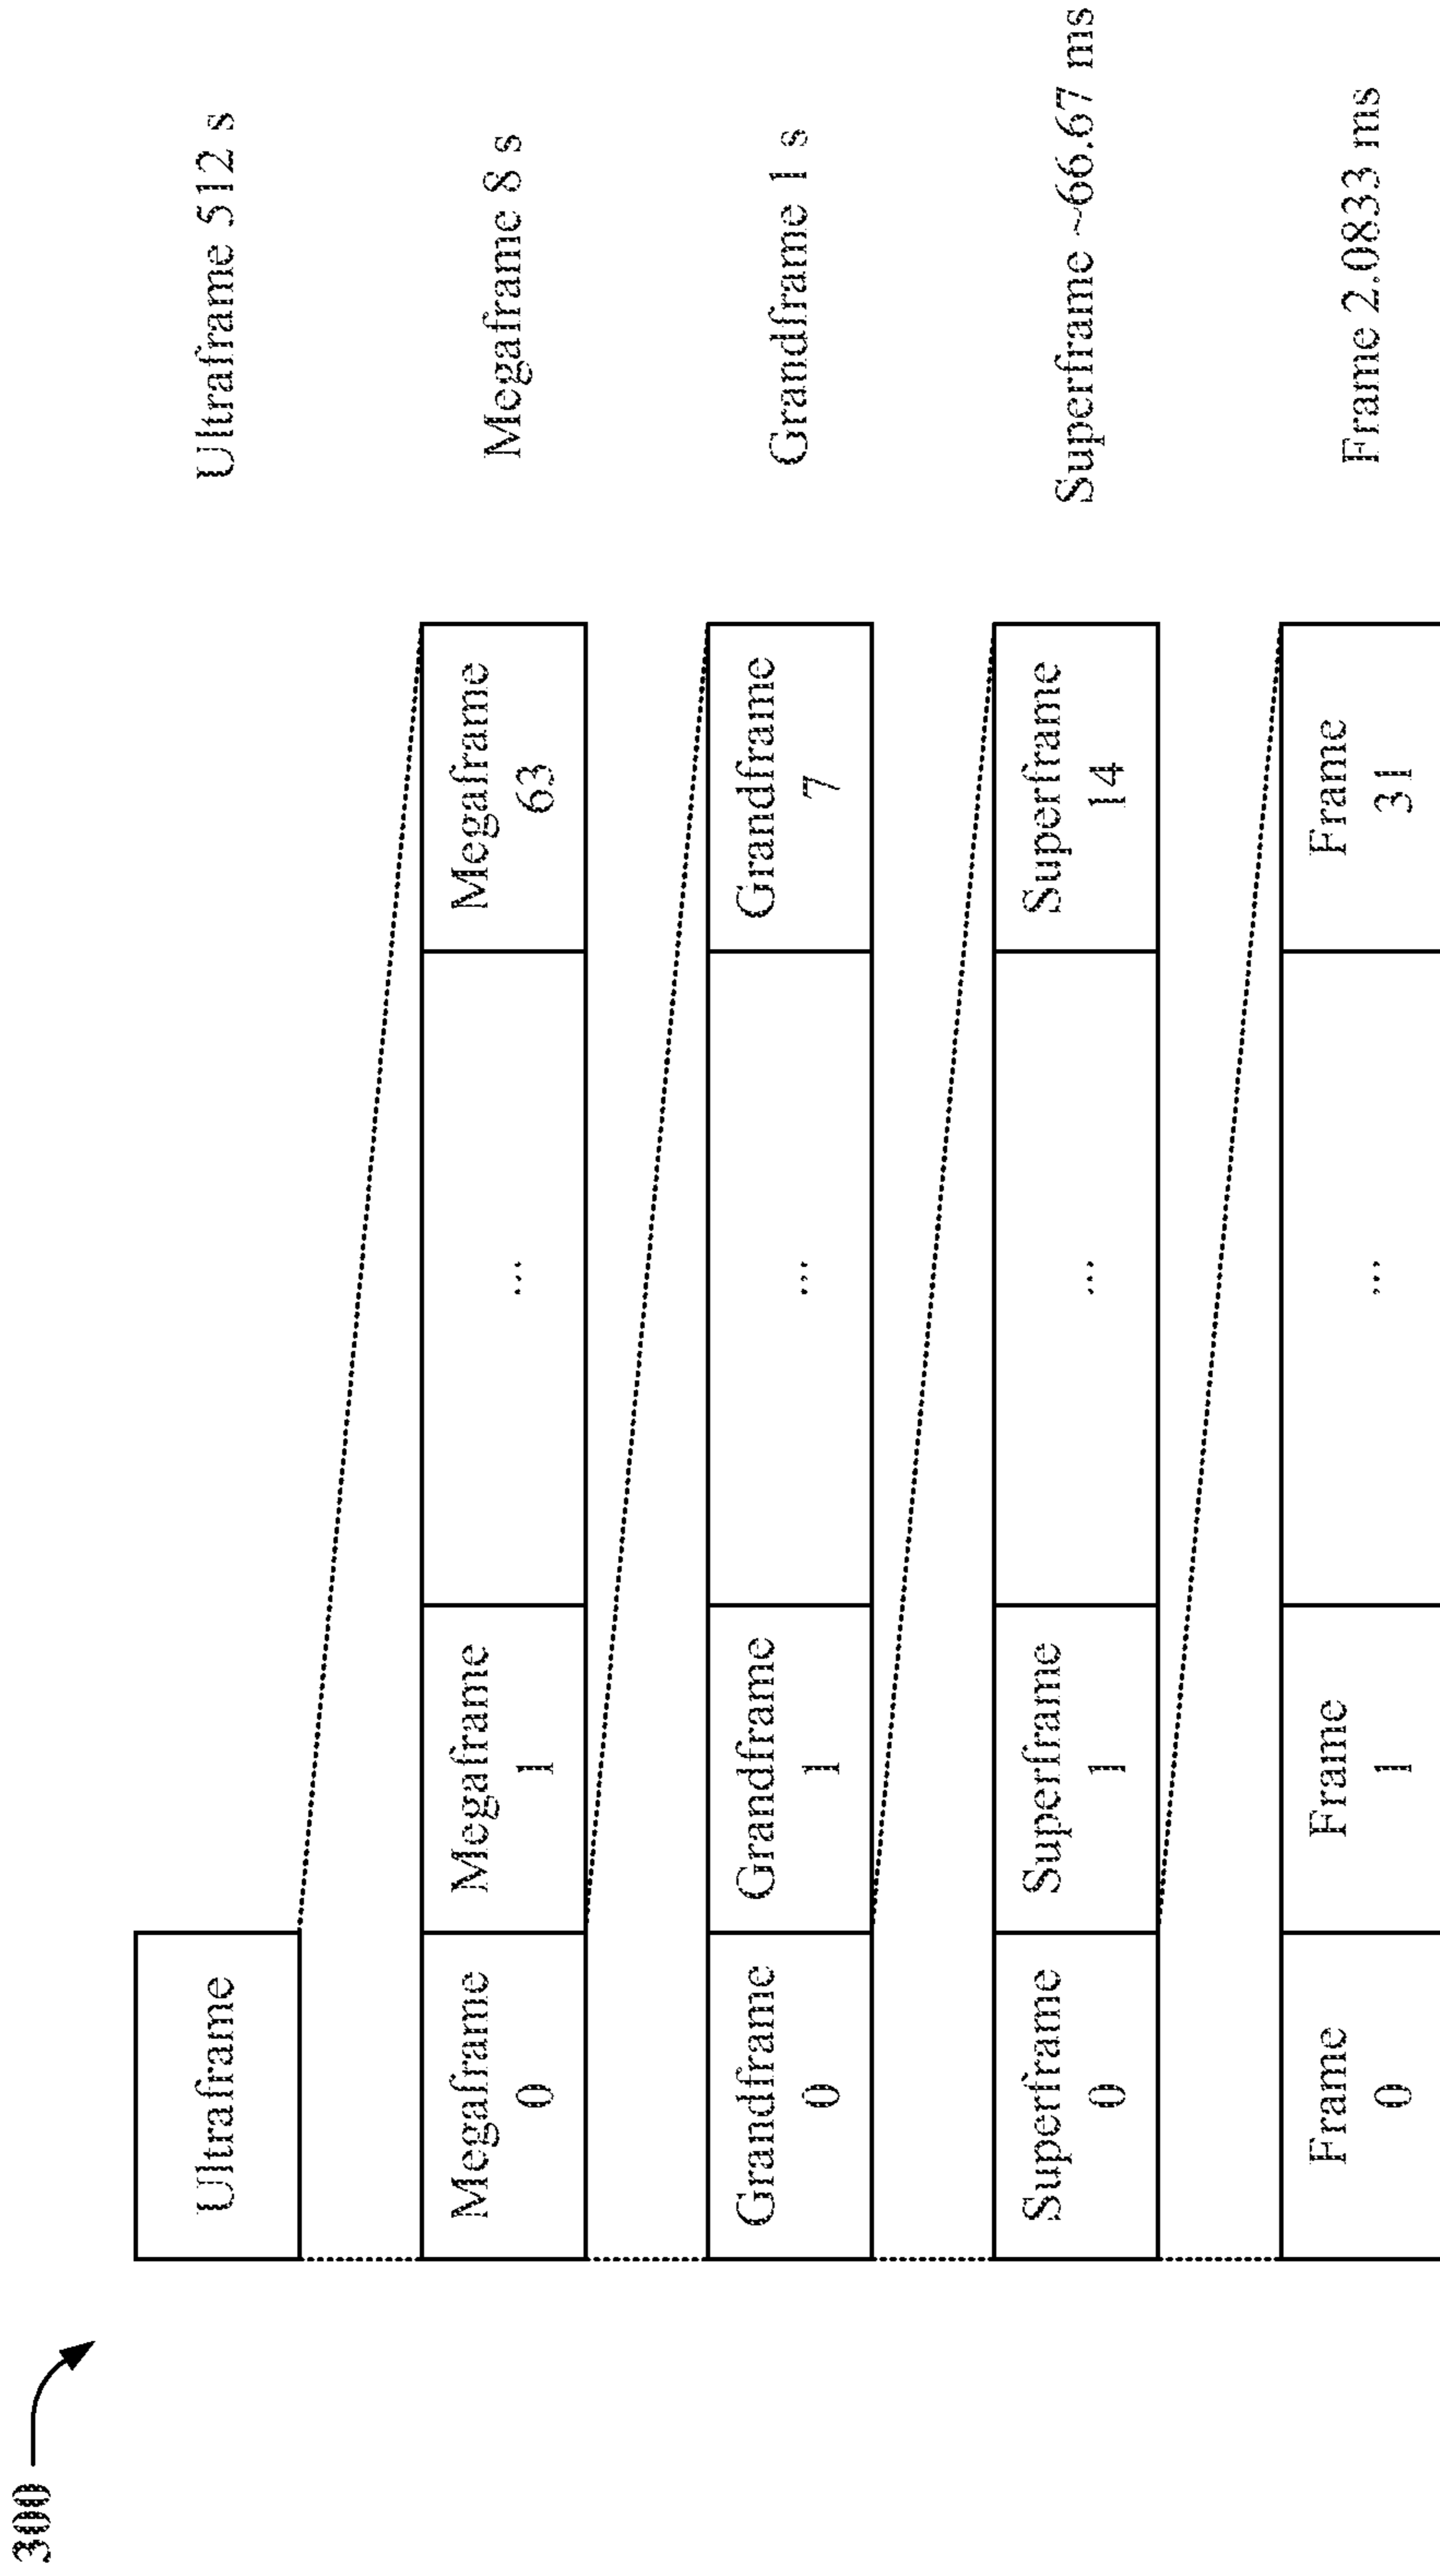 300
Ultraframe
Ultraframe 512 s
Megaframe
0
Megaframe
1
...
Megaframe
63
Megaframe 8 s
Grandframe
0
Grandframe
1
...
Grandframe
7
Grandframe 1 s
Superframe
0
Superframe
1
...
Superframe
14
Superframe ~66.67 ms
Frame
0
Frame
1
...
Frame
31
Frame 2.0833 ms